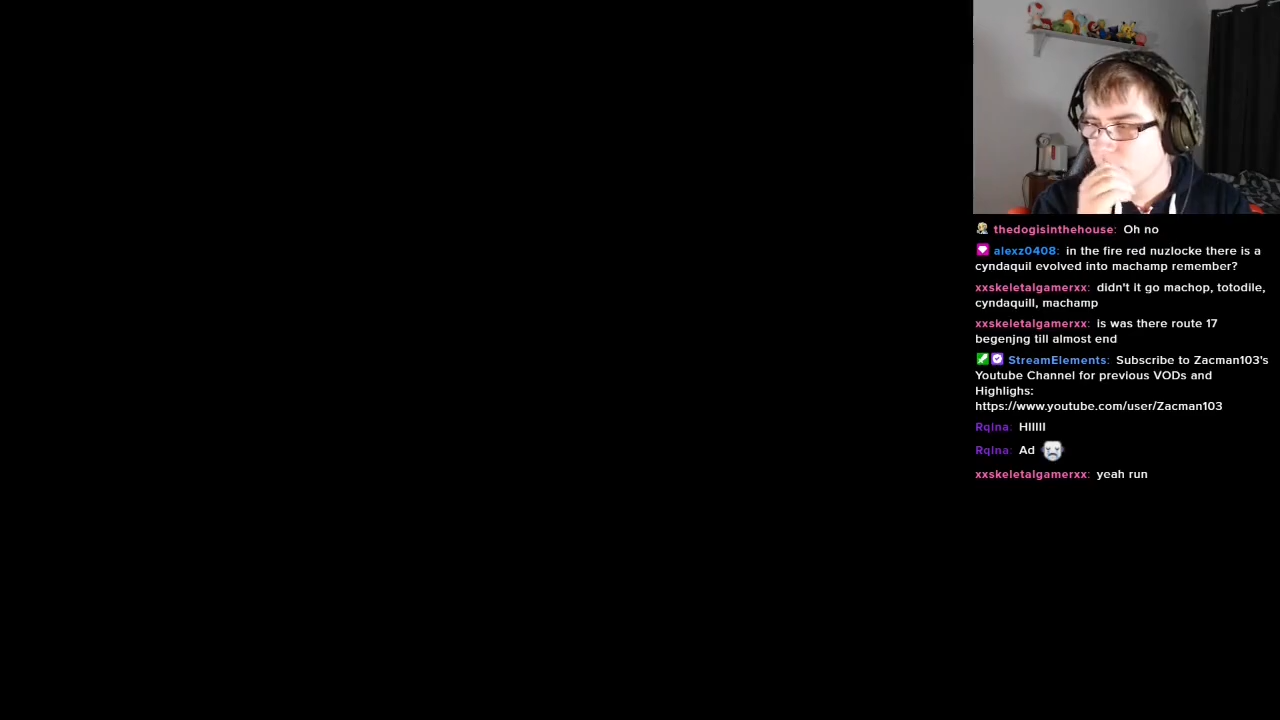 thedogisinthehouse: Oh no
alexz0408: in the fire red nuzlocke there is a
cyndaquil evolved into machamp remember?
xxskeletalgamerxx: didn't it go machop, totodile,
cyndaquill, machamp
xxskeletalgamerxx: is was there route 17
begenjng till almost end
StreamElements: Subscribe to Zacman103's
Youtube Channel for previous VODs and
Highlighs:
https://www.youtube.com/user/Zacman103
Rqina: HIIIII
Rqina: Ad
xxskeletalgamerxx: yeah run